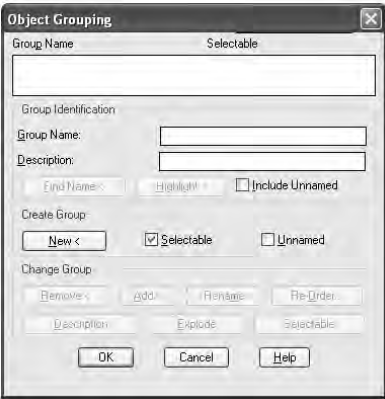 Object Grouping
Group Name Selectable
Group Identification
Group Name:
Description:
Find Name < Highlight < Include Unnamed
Create Group
New < Selectable Unnamed
Change Group
Remove < Add < Rename Re-Order...
Description Explode Selectable
OK Cancel Help